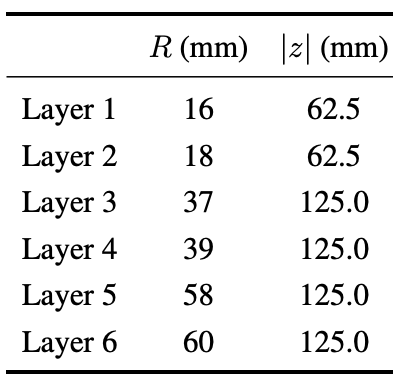 R (mm) |z| (mm)
Layer 1 16 62.5
Layer 2 18 62.5
Layer 3 37 125.0
Layer 4 39 125.0
Layer 5 58 125.0
Layer 6 60 125.0